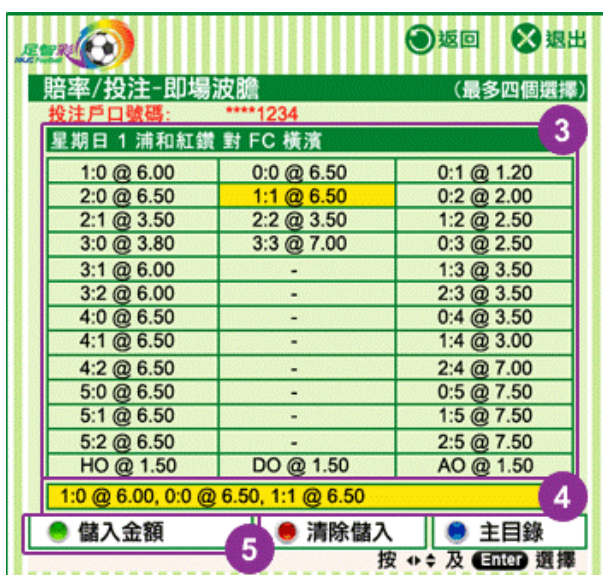 足智彩
HKJC Football
返回 退出
賠率/投注-即場波膽 (最多四個選擇)
投注戶口號碼: ****1234
3
星期日 1 浦和紅鑽 對 FC 橫濱
1:0 @ 6.00 0:0 @ 6.50 0:1 @ 1.20
2:0 @ 6.50 1:1 @ 6.50 0:2 @ 2.00
2:1 @ 3.50 2:2 @ 3.50 1:2 @ 2.50
3:0 @ 3.80 3:3 @ 7.00 0:3 @ 2.50
3:1 @ 6.00 - 1:3 @ 3.50
3:2 @ 6.00 - 2:3 @ 3.50
4:0 @ 6.50 - 0:4 @ 3.50
4:1 @ 6.50 - 1:4 @ 3.00
4:2 @ 6.50 - 2:4 @ 7.00
5:0 @ 6.50 - 0:5 @ 7.50
5:1 @ 6.50 - 1:5 @ 7.50
5:2 @ 6.50 - 2:5 @ 7.50
HO @ 1.50 DO @ 1.50 AO @ 1.50
1:0 @ 6.00, 0:0 @ 6.50, 1:1 @ 6.50 4
儲入金額 5 清除儲入 主目錄
按 及 Enter 選擇